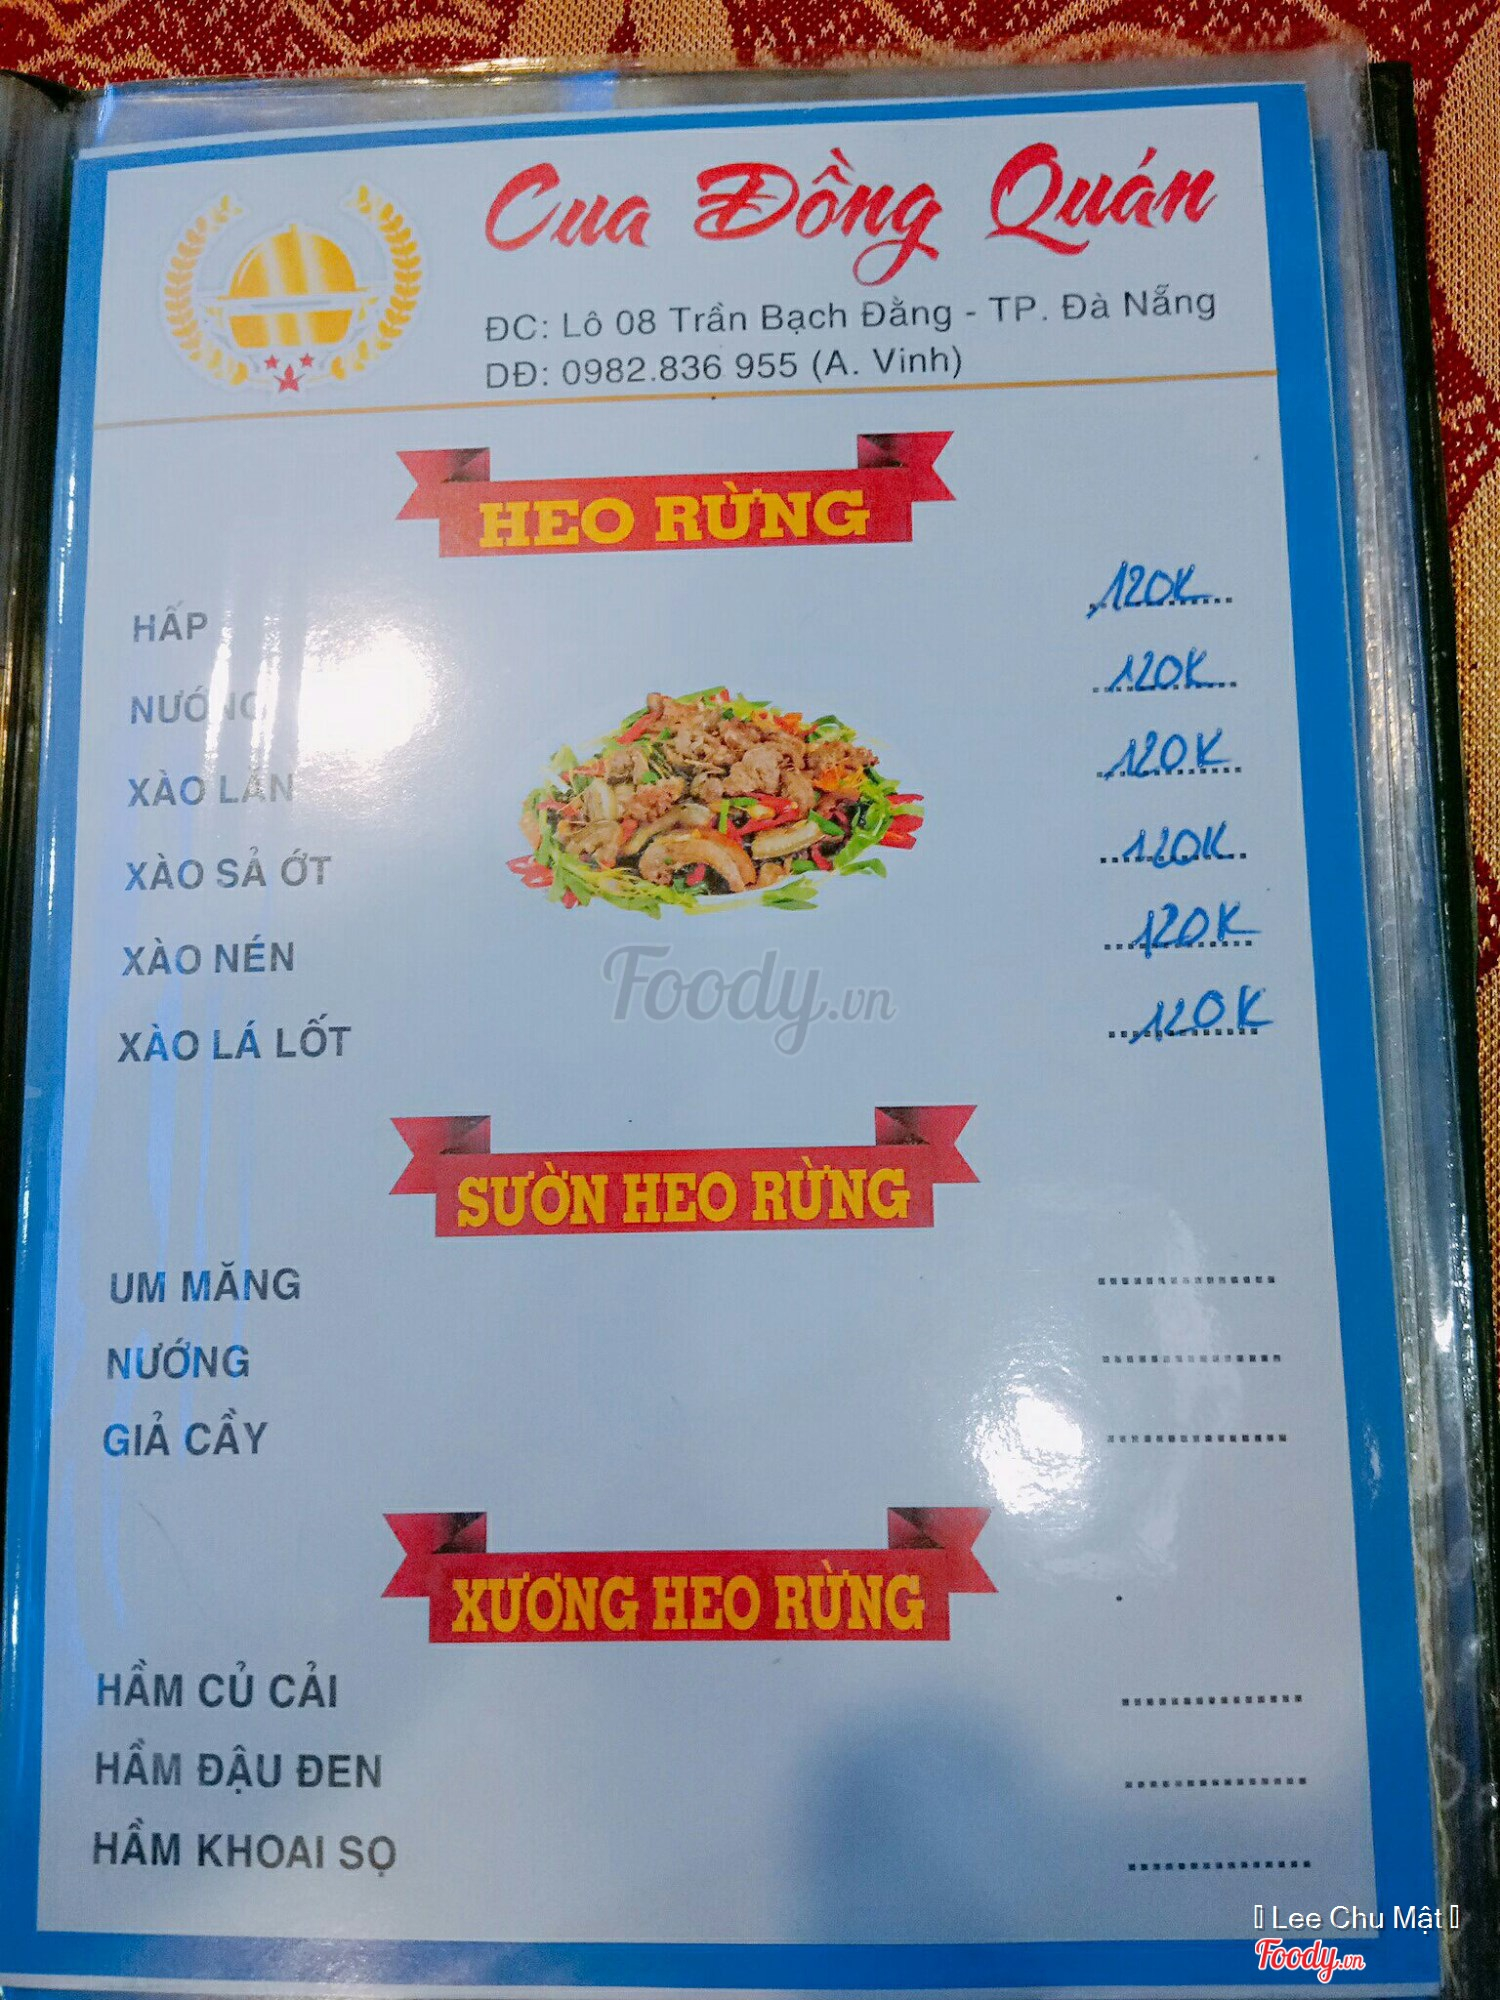 Cua Đồng Quán
ĐC: Lô 08 Trần Bạch Đằng - TP. Đà Nẵng
DĐ: 0982.836 955 (A. Vinh)
HEO RỪNG
HẤP 120K
NƯỚNG 120K
XÀO LĂN 120K
XÀO SẢ ỚT 120K
XÀO NÉN 120K
XÀO LÁ LỐT 120K
Foody.vn
SƯỜN HEO RỪNG
UM MĂNG
NƯỚNG
GIẢ CẦY
XƯƠNG HEO RỪNG
HẦM CỦ CẢI
HẦM ĐẬU ĐEN
HẦM KHOAI SỌ
Lee Chu Mật
Foody.vn